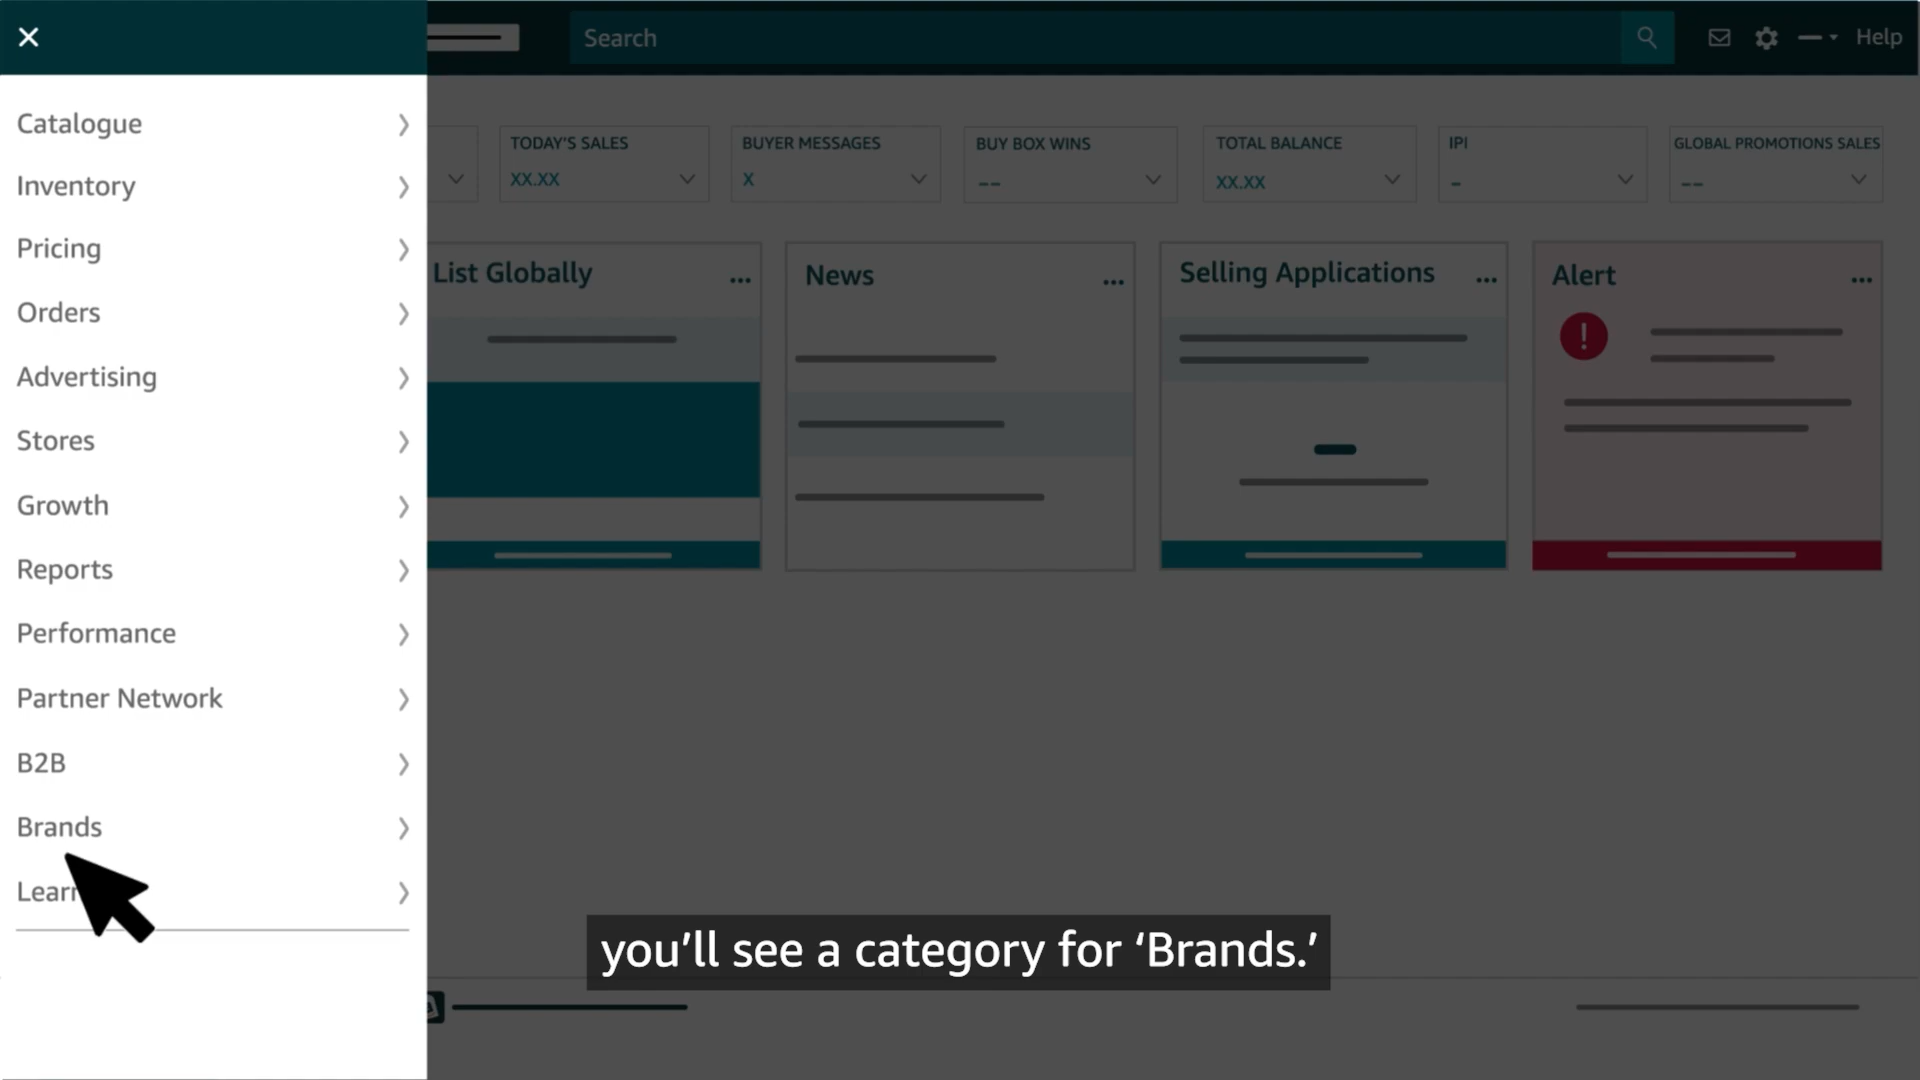 Search
Help
Catalogue
Inventory
Pricing
Orders
Advertising
Stores
Growth
Reports
Performance
Partner Network
B2B
Brands
Lear
TODAY'S SALES
XX.XX
BUYER MESSAGES
X
BUY BOX WINS
--
TOTAL BALANCE
XX.XX
IPI
-
GLOBAL PROMOTIONS SALES
--
List Globally
News
Selling Applications
Alert
you’ll see a category for ‘Brands.’